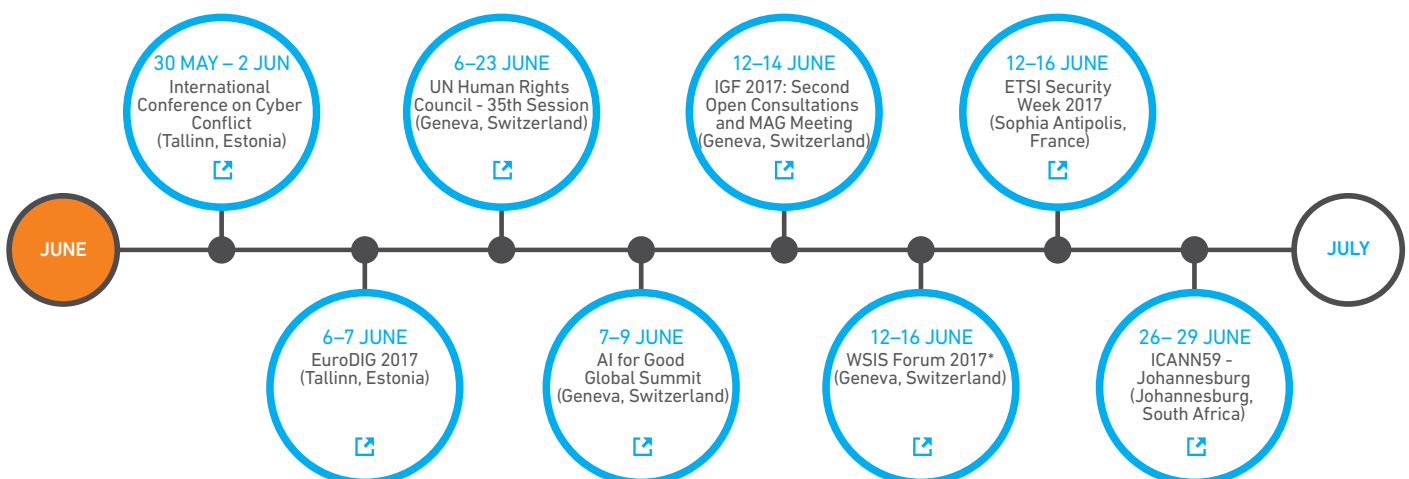 30 MAY – 2 JUN
International
Conference on Cyber
Conflict
(Tallinn, Estonia)
6–23 JUNE
UN Human Rights
Council - 35th Session
(Geneva, Switzerland)
12–14 JUNE
IGF 2017: Second
Open Consultations
and MAG Meeting
(Geneva, Switzerland)
12–16 JUNE
ETSI Security
Week 2017
(Sophia Antipolis,
France)
JUNE
JULY
6–7 JUNE
EuroDIG 2017
(Tallinn, Estonia)
7–9 JUNE
AI for Good
Global Summit
(Geneva, Switzerland)
12–16 JUNE
WSIS Forum 2017*
(Geneva, Switzerland)
26– 29 JUNE
ICANN59 -
Johannesburg
(Johannesburg,
South Africa)